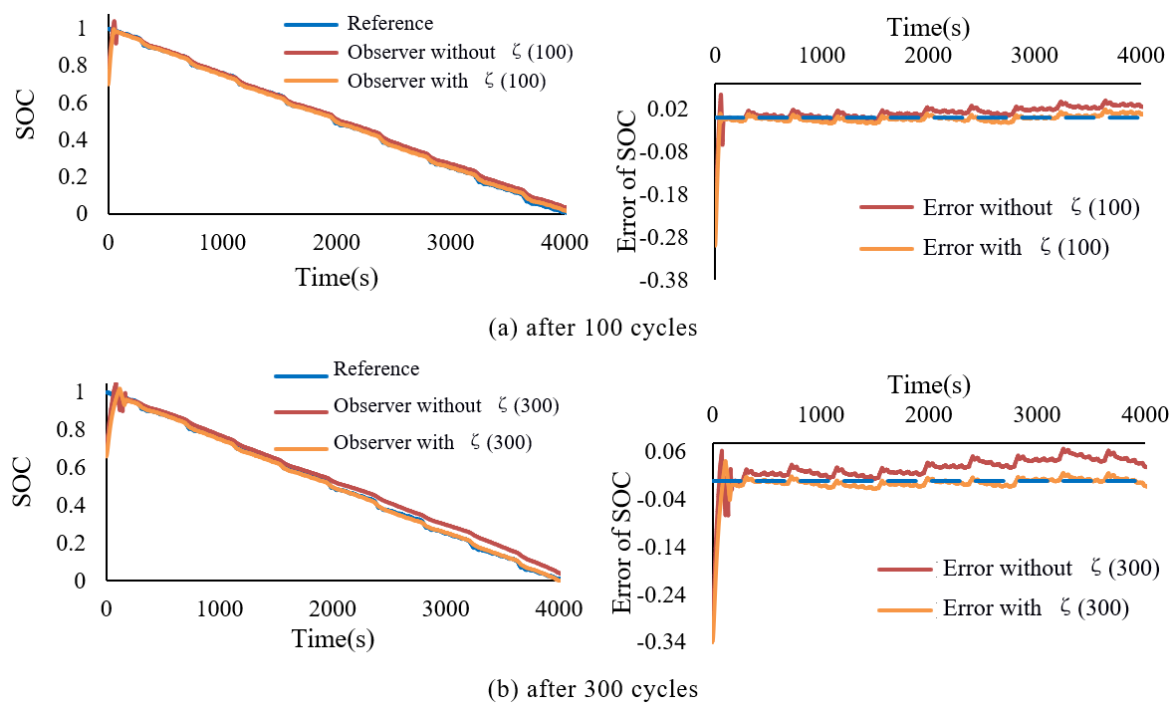 1
0.8
0.6
0.4
0.2
0
SOC
0 1000 2000 3000 4000
Time(s)
Reference
Observer without ζ (100)
Observer with ζ (100)
Time(s)
0 1000 2000 3000 4000
0.02
-0.08
-0.18
-0.28
-0.38
Error of SOC
Error without ζ (100)
Error with ζ (100)
(a) after 100 cycles
1
0.8
0.6
0.4
0.2
0
SOC
0 1000 2000 3000 4000
Time(s)
Reference
Observer without ζ (300)
Observer with ζ (300)
Time(s)
0 1000 2000 3000 4000
0.06
-0.04
-0.14
-0.24
-0.34
Error of SOC
Error without ζ (300)
Error with ζ (300)
(b) after 300 cycles